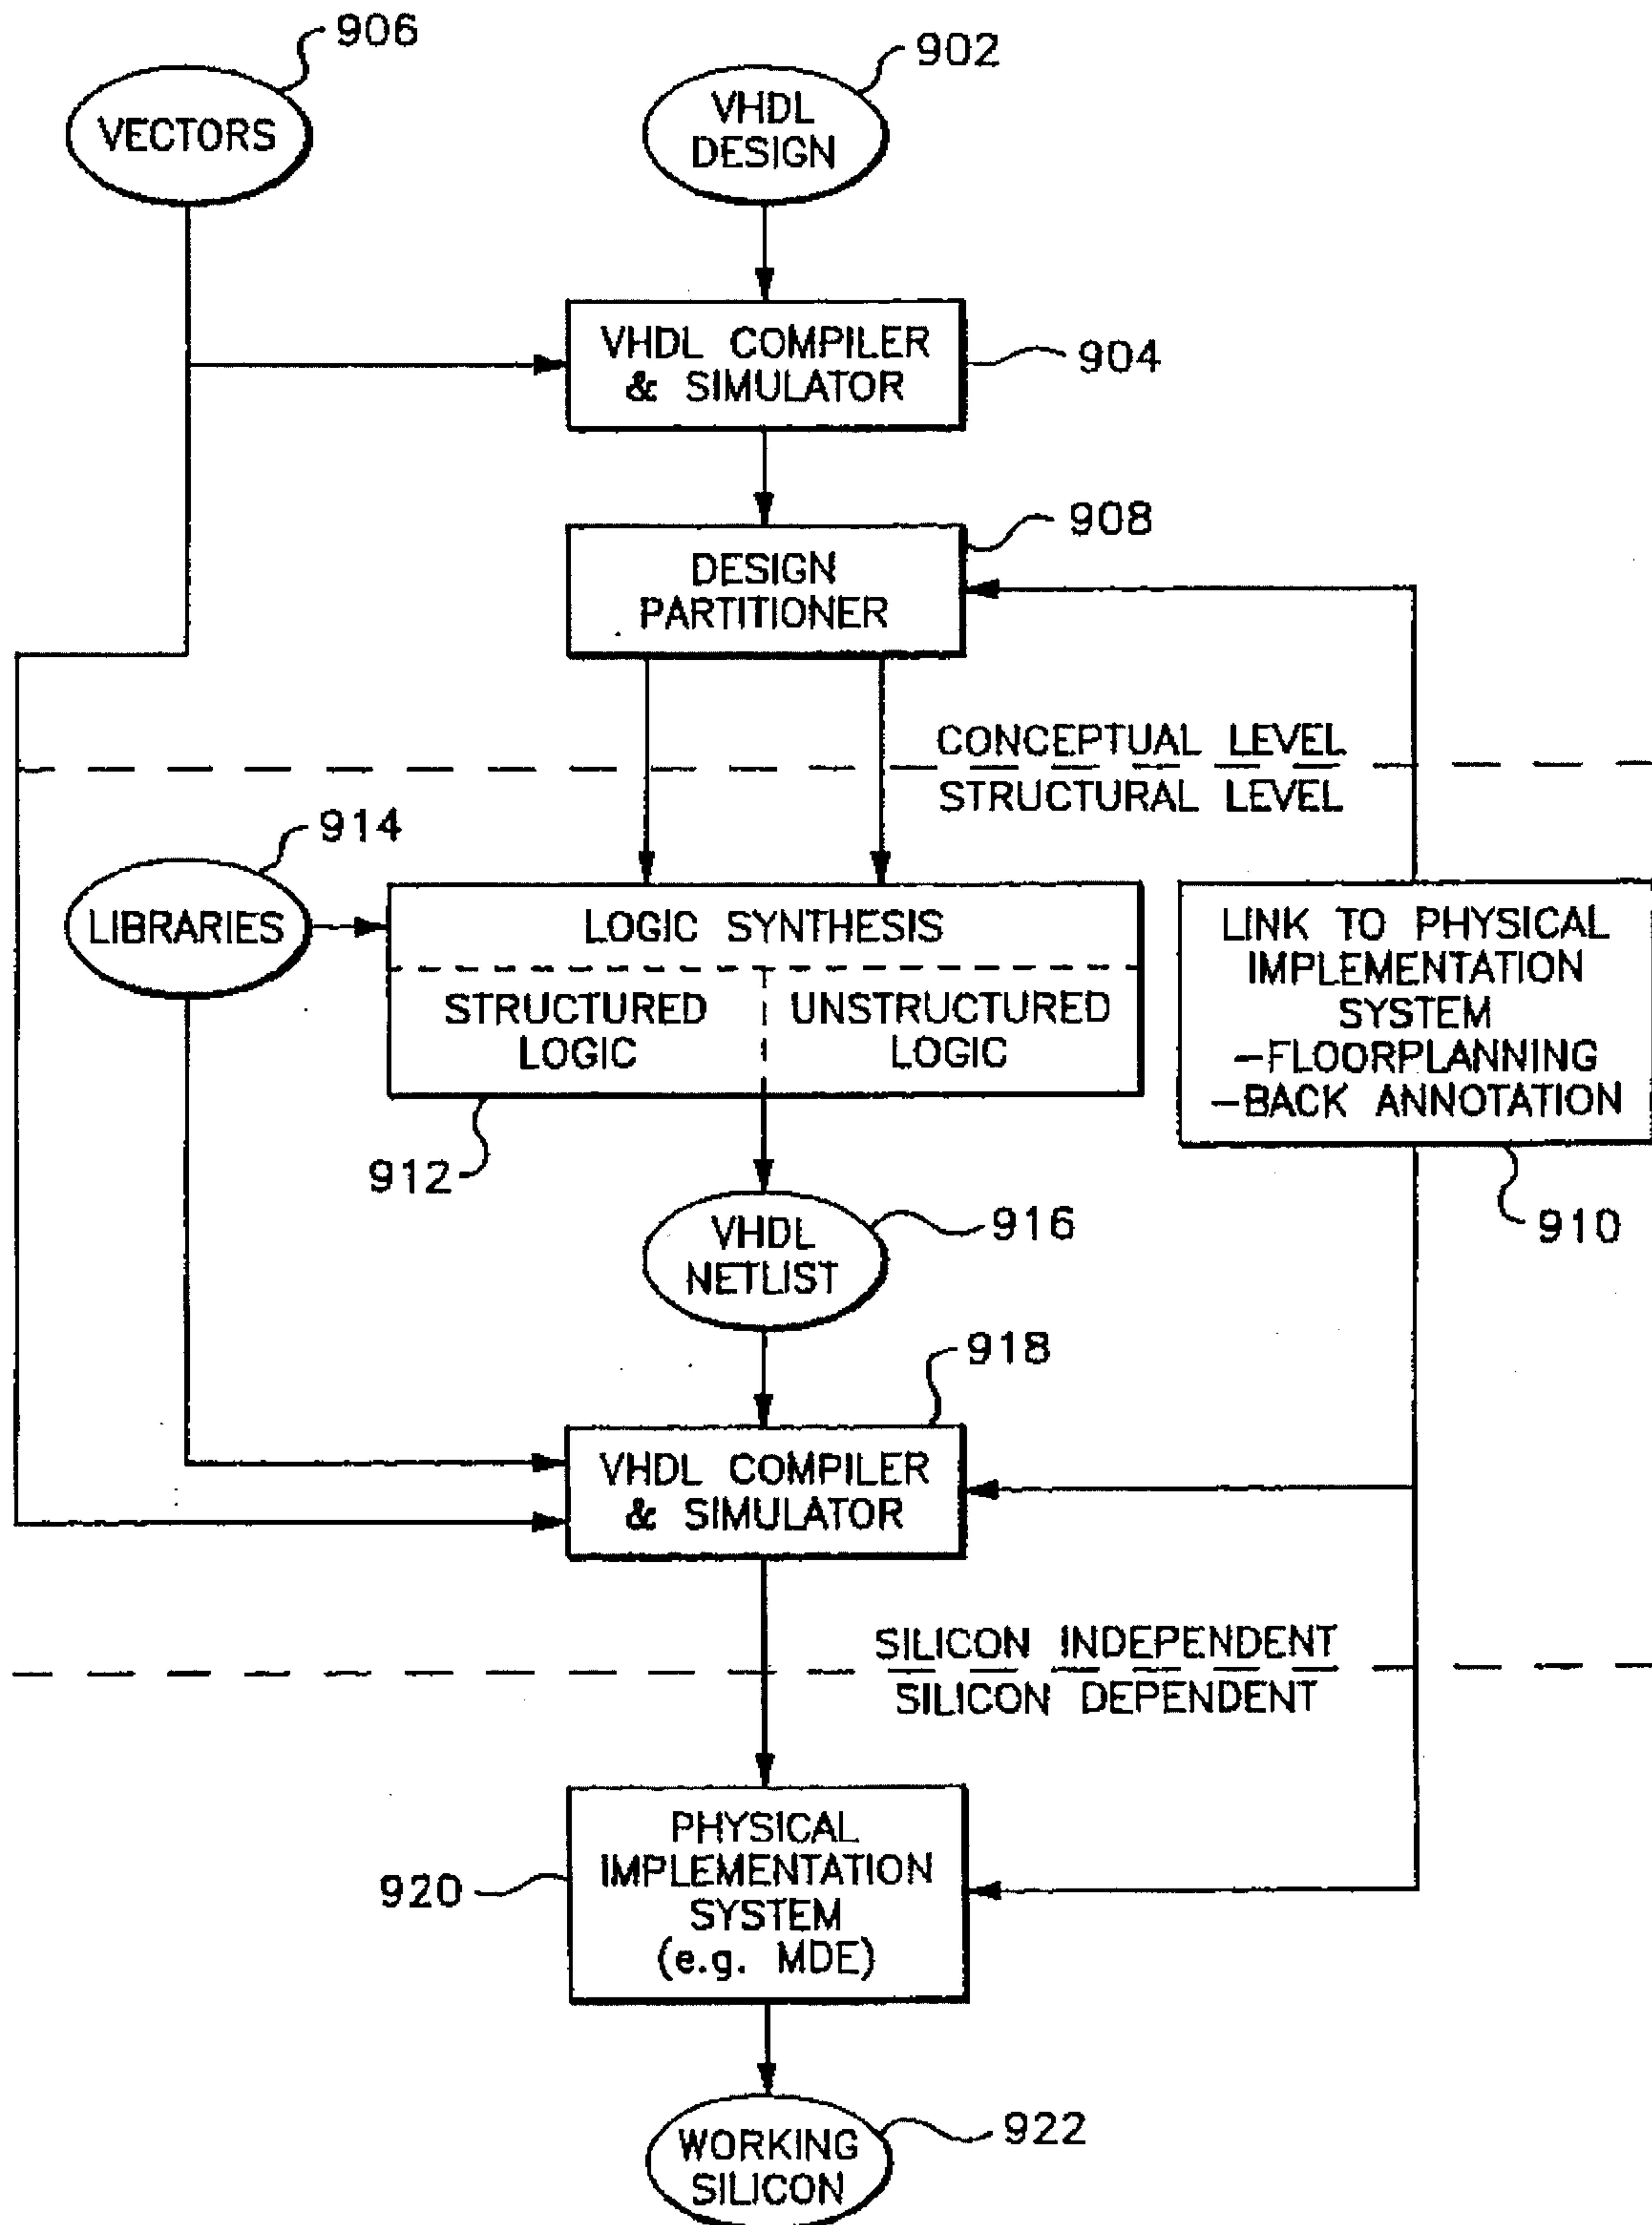 906
902
VECTORS
VHDL
DESIGN
VHDL COMPILER
& SIMULATOR
904
908
DESIGN
PARTITIONER
CONCEPTUAL LEVEL
STRUCTURAL LEVEL
914
LIBRARIES
LOGIC SYNTHESIS
STRUCTURED
LOGIC
UNSTRUCTURED
LOGIC
LINK TO PHYSICAL
IMPLEMENTATION
SYSTEM
-FLOORPLANNING
-BACK ANNOTATION
912
910
VHDL
NETLIST
916
918
VHDL COMPILER
& SIMULATOR
SILICON INDEPENDENT
SILICON DEPENDENT
PHYSICAL
IMPLEMENTATION
SYSTEM
(e.g. MDE)
920
WORKING
SILICON
922